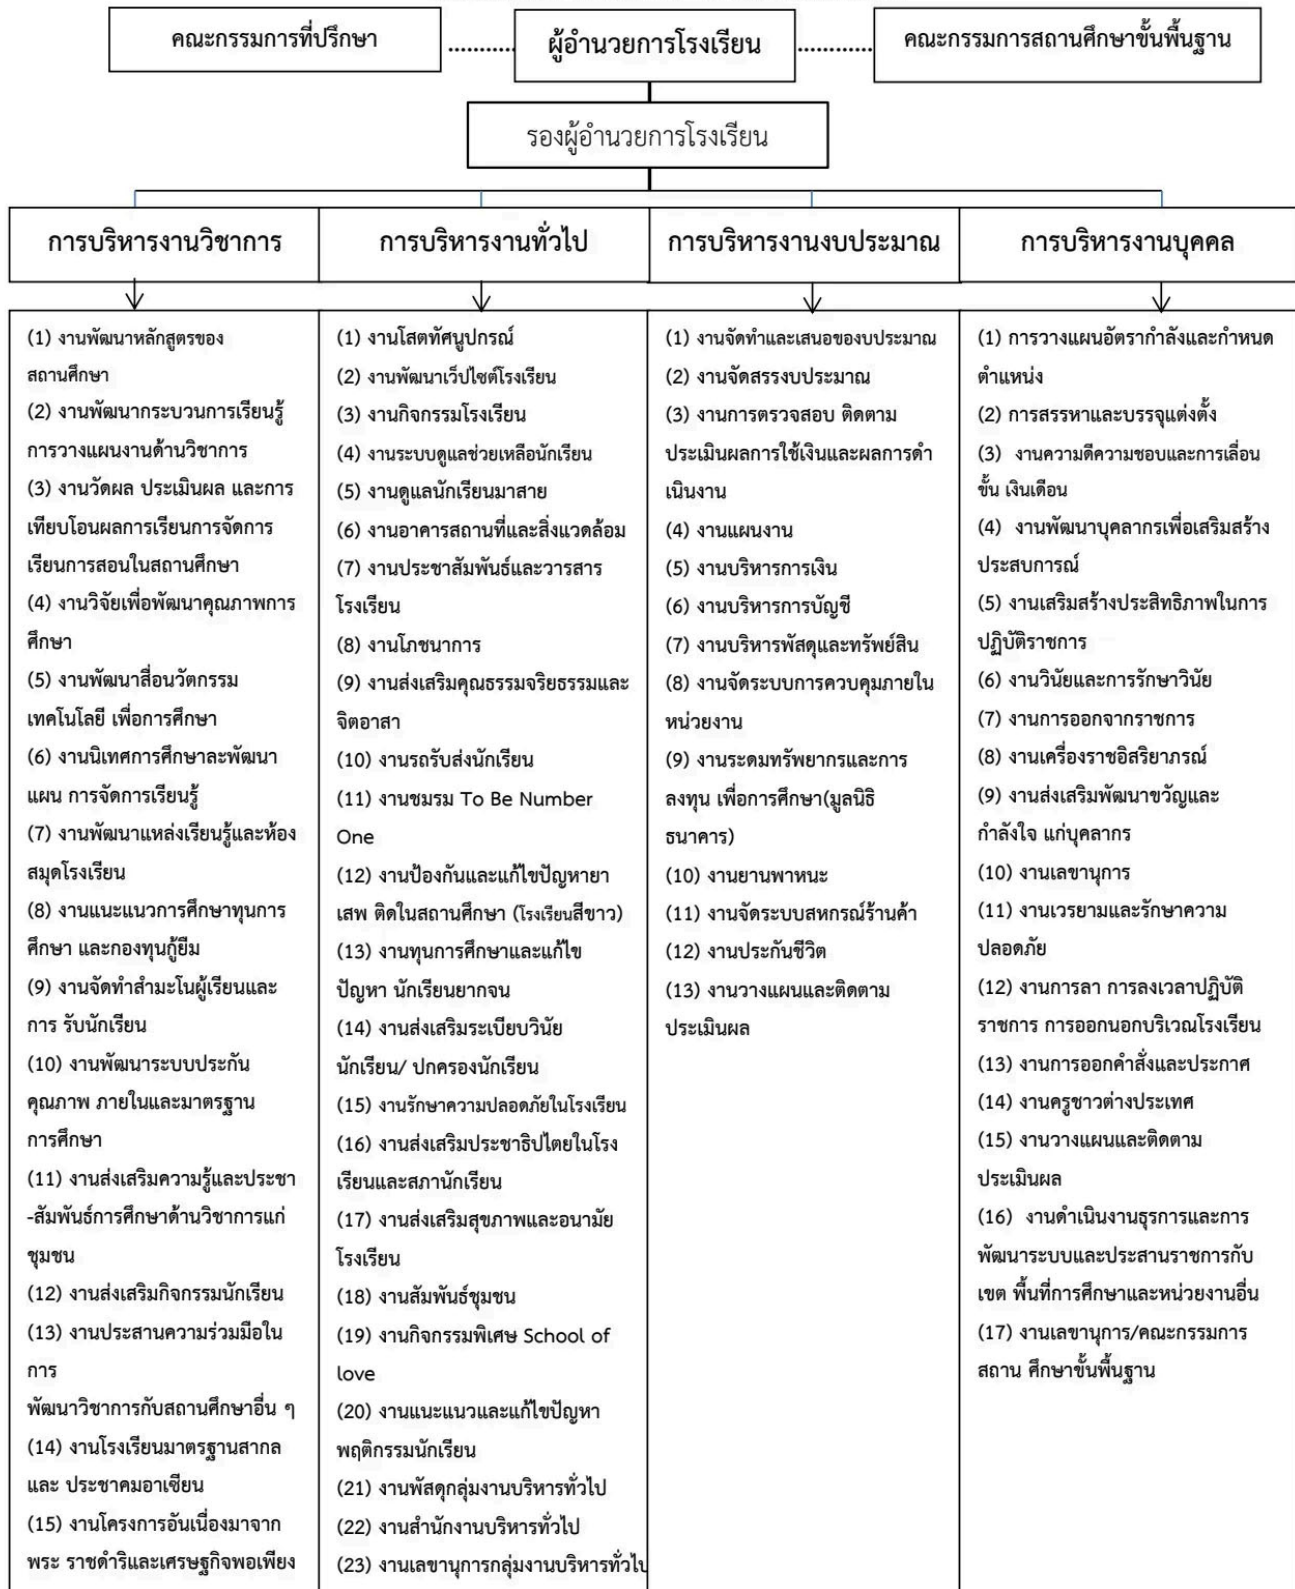 คณะกรรมการที่ปรึกษา
ผู้อำนวยการโรงเรียน
คณะกรรมการสถานศึกษาขั้นพื้นฐาน
รองผู้อำนวยการโรงเรียน
การบริหารงานวิชาการ
การบริหารงานทั่วไป
การบริหารงานงบประมาณ
การบริหารงานบุคคล
(1) งานพัฒนาหลักสูตรของ
สถานศึกษา
(2) งานพัฒนากระบวนการเรียนรู้
การวางแผนงานด้านวิชาการ
(3) งานวัดผล ประเมินผล และการ
เทียบโอนผลการเรียนการจัดการ
เรียนการสอนในสถานศึกษา
(4) งานวิจัยเพื่อพัฒนาคุณภาพการ
ศึกษา
(5) งานพัฒนาสื่อนวัตกรรม
เทคโนโลยี เพื่อการศึกษา
(6) งานนิเทศการศึกษาละพัฒนา
แผน การจัดการเรียนรู้
(7) งานพัฒนาแหล่งเรียนรู้และห้อง
สมุดโรงเรียน
(8) งานแนะแนวการศึกษาทุนการ
ศึกษา และกองทุนกู้ยืม
(9) งานจัดทำสำมะโนผู้เรียนและ
การ รับนักเรียน
(10) งานพัฒนาระบบประกัน
คุณภาพ ภายในและมาตรฐาน
การศึกษา
(11) งานส่งเสริมความรู้และประชา
-สัมพันธ์การศึกษาด้านวิชาการแก่
ชุมชน
(12) งานส่งเสริมกิจกรรมนักเรียน
(13) งานประสานความร่วมมือใน
การ
พัฒนาวิชาการกับสถานศึกษาอื่น ๆ
(14) งานโรงเรียนมาตรฐานสากล
และ ประชาคมอาเซียน
(15) งานโครงการอันเนื่องมาจาก
พระ ราชดำริและเศรษฐกิจพอเพียง
(1) งานโสตทัศนูปกรณ์
(2) งานพัฒนาเว็ปไซต์โรงเรียน
(3) งานกิจกรรมโรงเรียน
(4) งานระบบดูแลช่วยเหลือนักเรียน
(5) งานดูแลนักเรียนมาสาย
(6) งานอาคารสถานที่และสิ่งแวดล้อม
(7) งานประชาสัมพันธ์และวารสาร
โรงเรียน
(8) งานโภชนาการ
(9) งานส่งเสริมคุณธรรมจริยธรรมและ
จิตอาสา
(10) งานรถรับส่งนักเรียน
(11) งานชมรม To Be Number
One
(12) งานป้องกันและแก้ไขปัญหายา
เสพ ติดในสถานศึกษา (โรงเรียนสีขาว)
(13) งานทุนการศึกษาและแก้ไข
ปัญหา นักเรียนยากจน
(14) งานส่งเสริมระเบียบวินัย
นักเรียน/ ปกครองนักเรียน
(15) งานรักษาความปลอดภัยในโรงเรียน
(16) งานส่งเสริมประชาธิปไตยในโรง
เรียนและสภานักเรียน
(17) งานส่งเสริมสุขภาพและอนามัย
โรงเรียน
(18) งานสัมพันธ์ชุมชน
(19) งานกิจกรรมพิเศษ School of
love
(20) งานแนะแนวและแก้ไขปัญหา
พฤติกรรมนักเรียน
(21) งานพัสดุกลุ่มงานบริหารทั่วไป
(22) งานสำนักงานบริหารทั่วไป
(23) งานเลขานุการกลุ่มงานบริหารทั่วไป
(1) งานจัดทำและเสนอของบประมาณ
(2) งานจัดสรรงบประมาณ
(3) งานการตรวจสอบ ติดตาม
ประเมินผลการใช้เงินและผลการดำ
เนินงาน
(4) งานแผนงาน
(5) งานบริหารการเงิน
(6) งานบริหารการบัญชี
(7) งานบริหารพัสดุและทรัพย์สิน
(8) งานจัดระบบการควบคุมภายใน
หน่วยงาน
(9) งานระดมทรัพยากรและการ
ลงทุน เพื่อการศึกษา(มูลนิธิ
ธนาคาร)
(10) งานยานพาหนะ
(11) งานจัดระบบสหกรณ์ร้านค้า
(12) งานประกันชีวิต
(13) งานวางแผนและติดตาม
ประเมินผล
(1) การวางแผนอัตรากำลังและกำหนด
ตำแหน่ง
(2) การสรรหาและบรรจุแต่งตั้ง
(3) งานความดีความชอบและการเลื่อน
ขั้น เงินเดือน
(4) งานพัฒนาบุคลากรเพื่อเสริมสร้าง
ประสบการณ์
(5) งานเสริมสร้างประสิทธิภาพในการ
ปฏิบัติราชการ
(6) งานวินัยและการรักษาวินัย
(7) งานการออกจากราชการ
(8) งานเครื่องราชอิสริยาภรณ์
(9) งานส่งเสริมพัฒนาขวัญและ
กำลังใจ แก่บุคลากร
(10) งานเลขานุการ
(11) งานเวรยามและรักษาความ
ปลอดภัย
(12) งานการลา การลงเวลาปฏิบัติ
ราชการ การออกนอกบริเวณโรงเรียน
(13) งานการออกคำสั่งและประกาศ
(14) งานครูชาวต่างประเทศ
(15) งานวางแผนและติดตาม
ประเมินผล
(16) งานดำเนินงานธุรการและการ
พัฒนาระบบและประสานราชการกับ
เขต พื้นที่การศึกษาและหน่วยงานอื่น
(17) งานเลขานุการ/คณะกรรมการ
สถาน ศึกษาขั้นพื้นฐาน